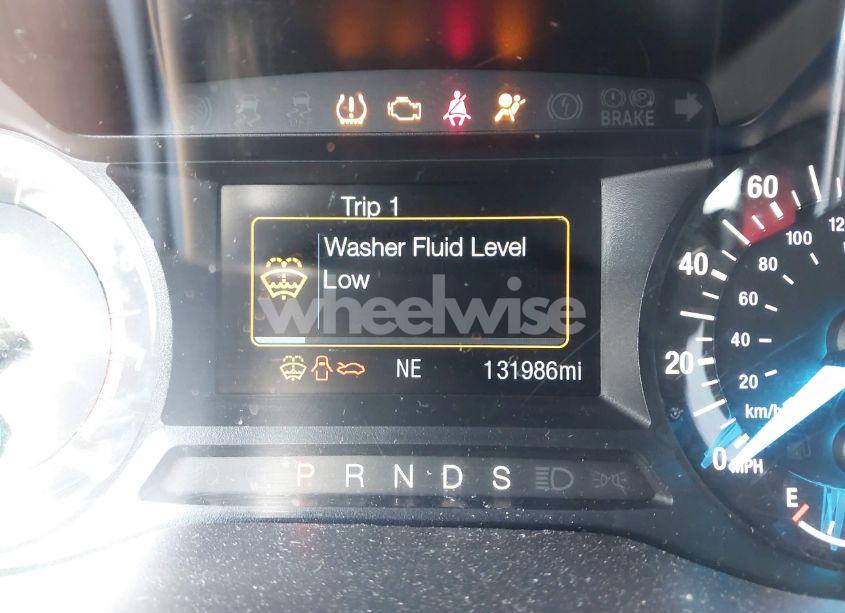 BRAKE
Trip 1
Washer Fluid Level
Low
wheelwise
NE 131986mi
P R N D S
60
40
20
0
MPH
100
80
60
40
20
km/h
E